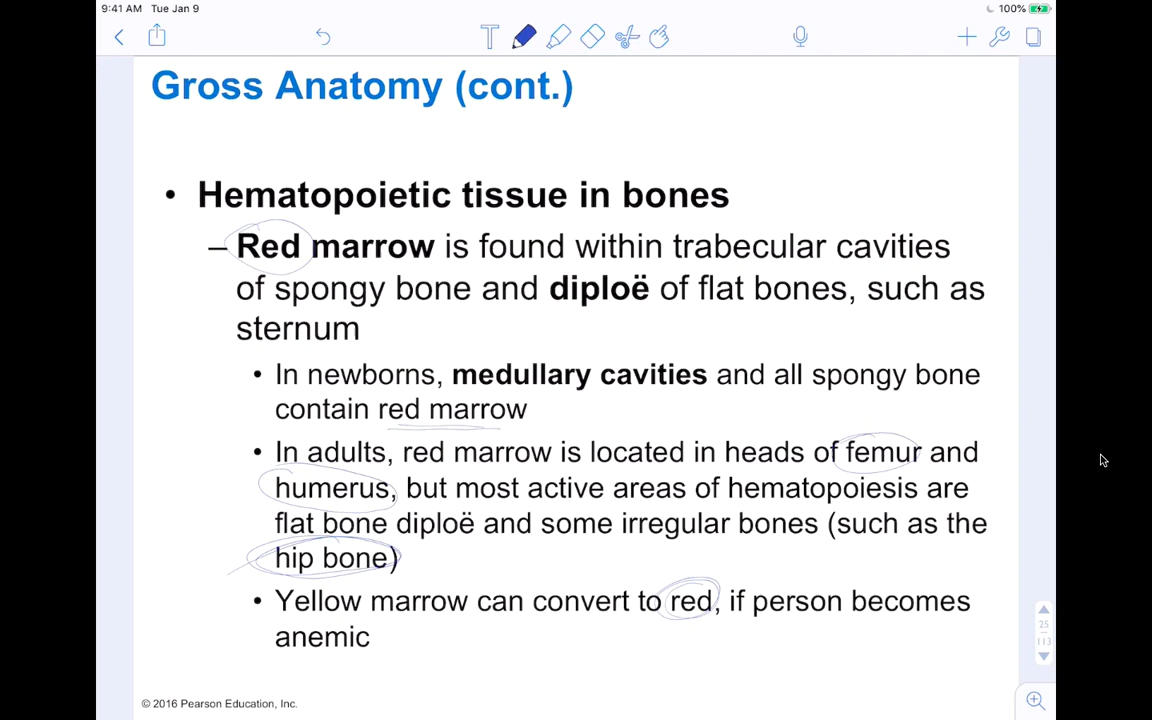 9:41 AM Tue Jan 9
100%
Gross Anatomy (cont.)
• Hematopoietic tissue in bones
– Red marrow is found within trabecular cavities
of spongy bone and diploë of flat bones, such as
sternum
• In newborns, medullary cavities and all spongy bone
contain red marrow
• In adults, red marrow is located in heads of femur and
humerus, but most active areas of hematopoiesis are
flat bone diploë and some irregular bones (such as the
hip bone)
• Yellow marrow can convert to red, if person becomes
anemic
25
113
© 2016 Pearson Education, Inc.